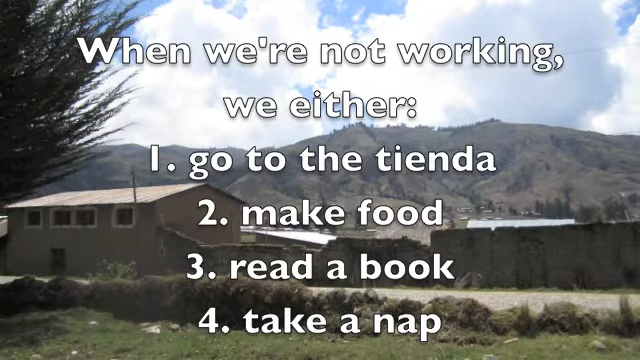 When we're not working,
we either:
1. go to the tienda
2. make food
3. read a book
4. take a nap